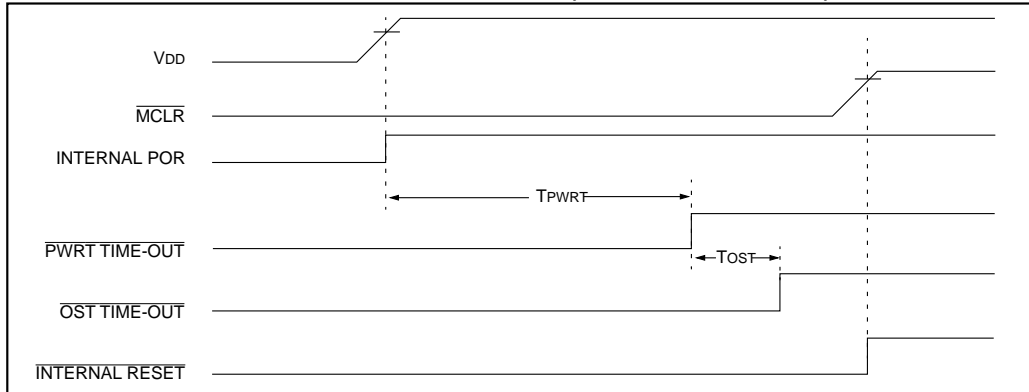 VDD
MCLR
INTERNAL POR
TPWRT
PWRT TIME-OUT
TOST
OST TIME-OUT
INTERNAL RESET